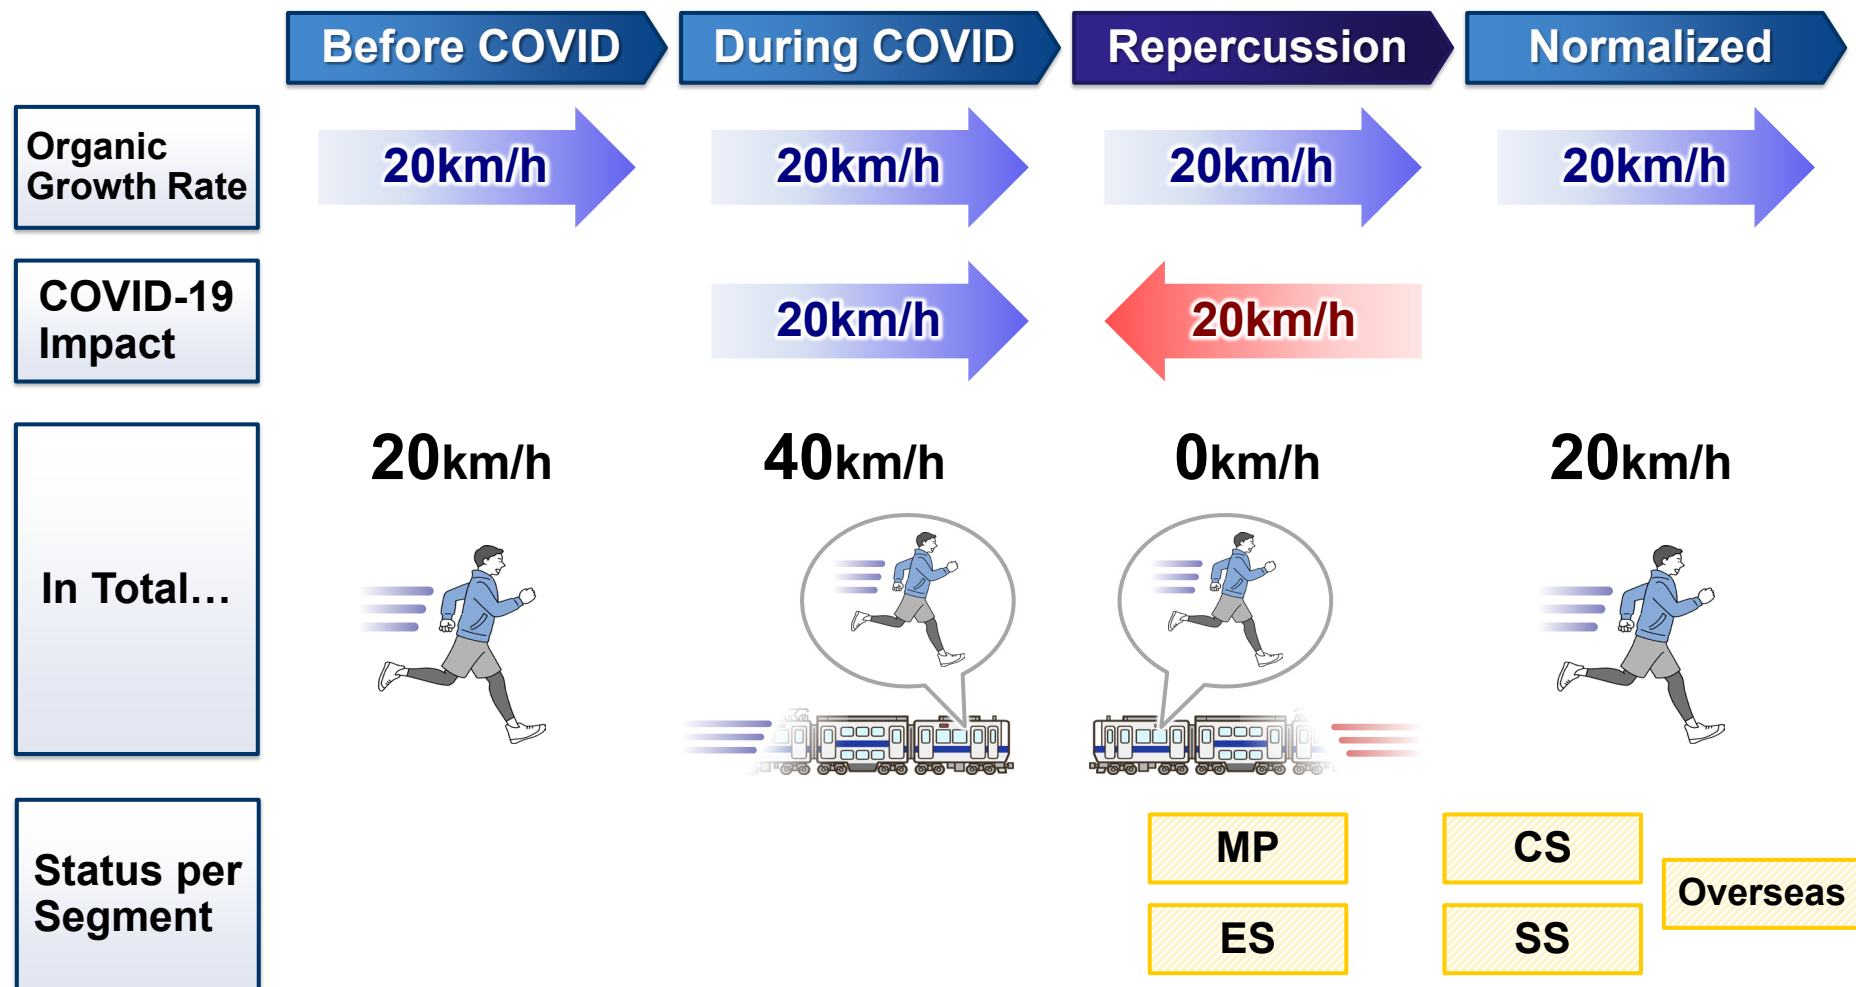 Before COVID
During COVID
Repercussion
Normalized
Organic
Growth Rate
20km/h
20km/h
20km/h
20km/h
COVID-19
Impact
20km/h
20km/h
In Total…
20km/h
40km/h
0km/h
20km/h
Status per
Segment
MP
CS
Overseas
ES
SS